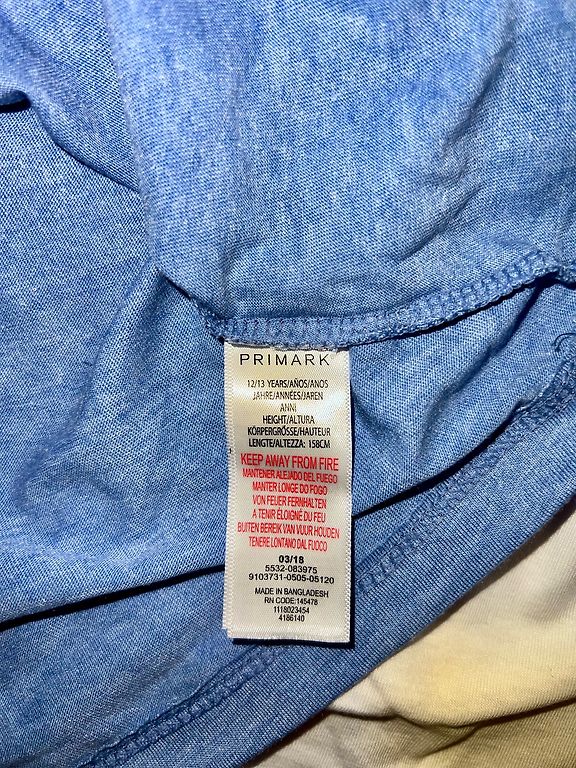 PRIMARK
12/13 YEARS/AÑOS/ANOS
JAHRE/ANNÉES/JAREN
ANNI
HEIGHT/ALTURA
KÖRPERGRÖSSE/HAUTEUR
LENGTE/ALTEZZA: 158CM
KEEP AWAY FROM FIRE
MANTENER ALEJADO DEL FUEGO
MANTER LONGE DO FOGO
VON FEUER FERNHALTEN
A TENIR ÉLOIGNÉ DU FEU
BUITEN BEREIK VAN VUUR HOUDEN
TENERE LONTANO DAL FUOCO
03/18
5532-083975
9103731-0505-05120
MADE IN BANGLADESH
RN CODE:145478
1118023454
4186140